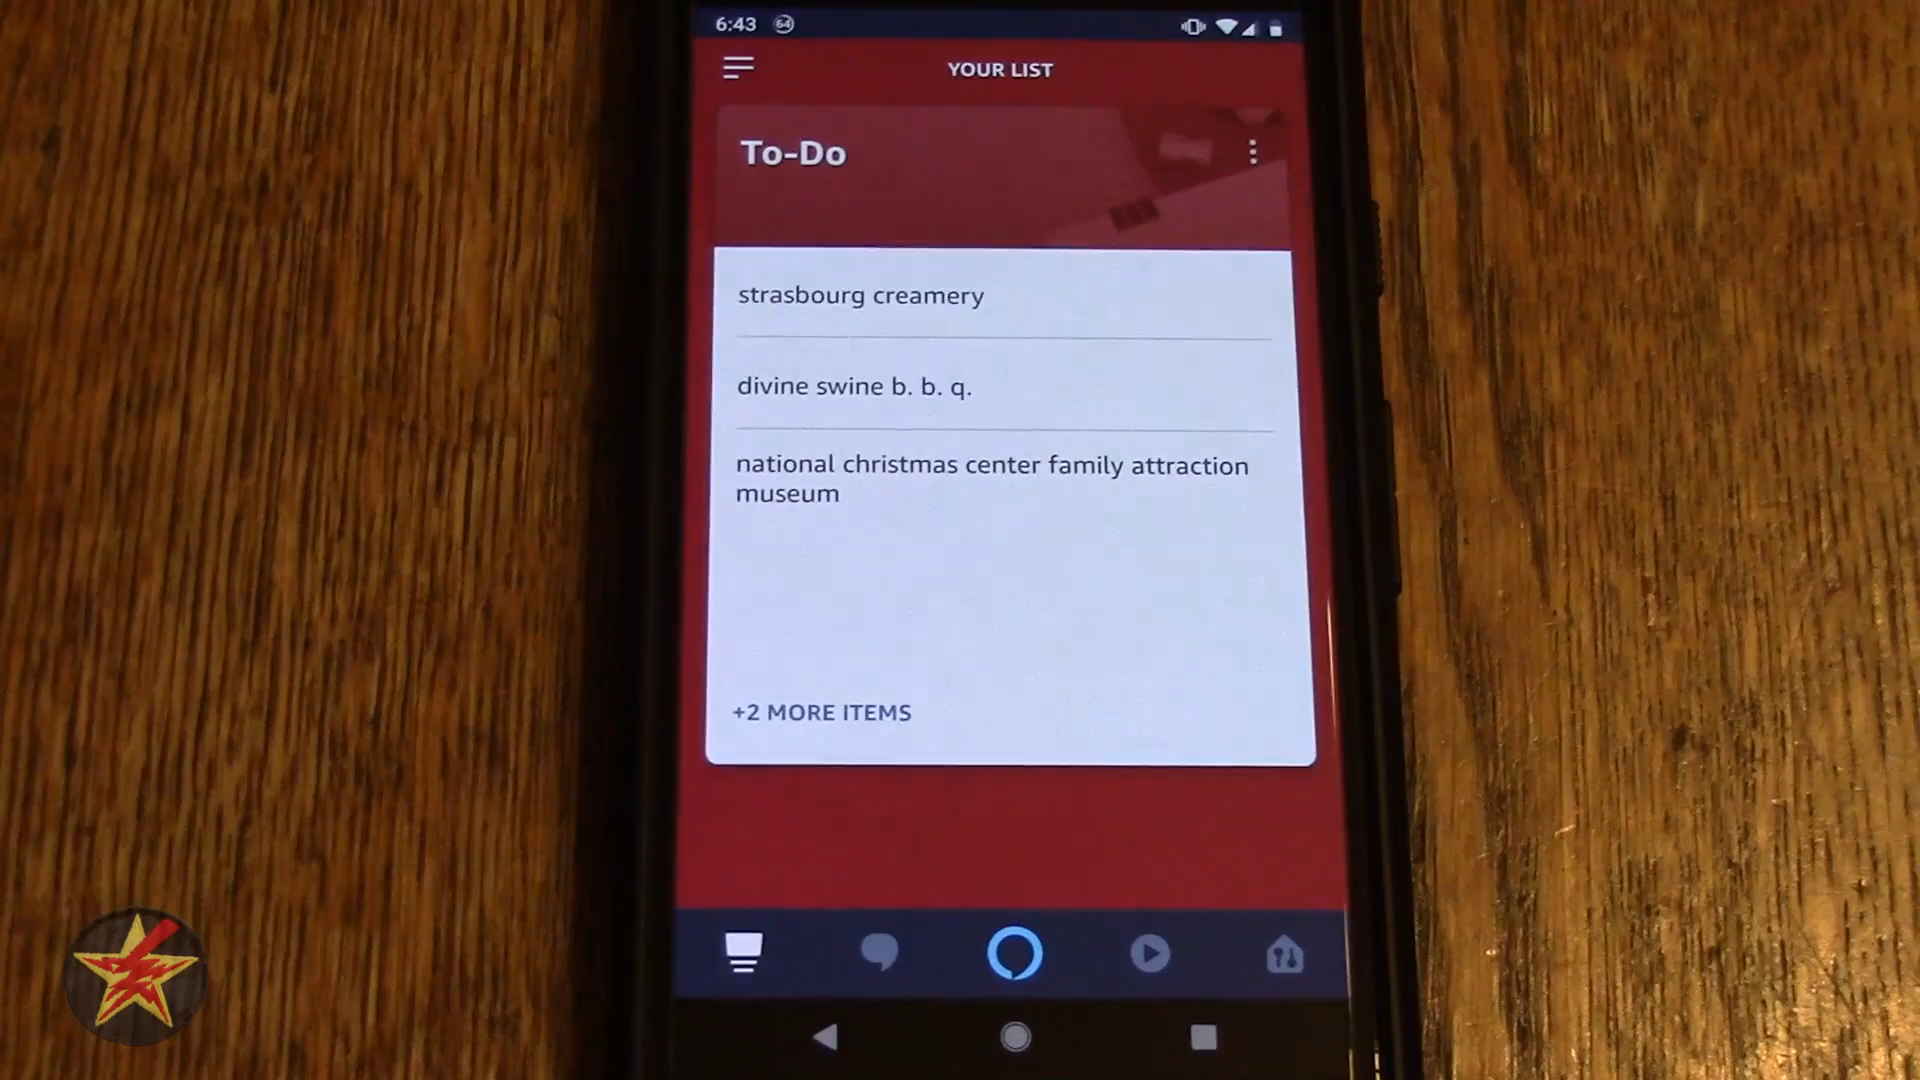 6:43 64
YOUR LIST
To-Do
strasbourg creamery
divine swine b. b. q.
national christmas center family attraction
museum
+2 MORE ITEMS